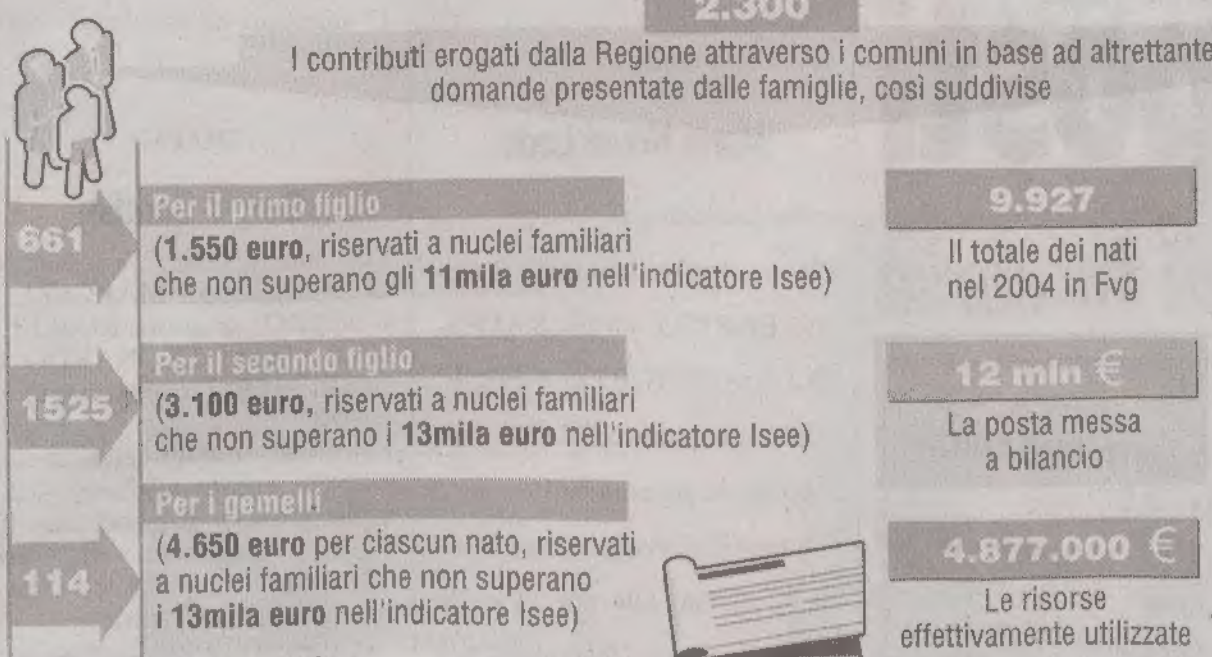 2.300
I contributi erogati dalla Regione attraverso i comuni in base ad altrettante
domande presentate dalle famiglie, così suddivise
661
Per il primo figlio
(1.550 euro, riservati a nuclei familiari
che non superano gli 11mila euro nell'indicatore Isee)
1525
Per il secondo figlio
(3.100 euro, riservati a nuclei familiari
che non superano i 13mila euro nell'indicatore Isee)
114
Per i gemelli
(4.650 euro per ciascun nato, riservati
a nuclei familiari che non superano
i 13mila euro nell'indicatore Isee)
9.927
Il totale dei nati
nel 2004 in Fvg
12 mln €
La posta messa
a bilancio
4.877.000 €
Le risorse
effettivamente utilizzate